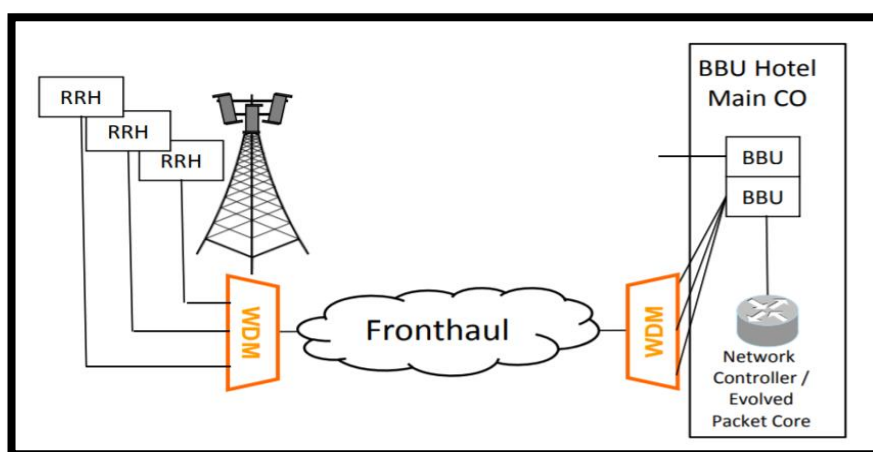 RRH
RRH
RRH
WDM
Fronthaul
WDM
BBU Hotel
Main CO
BBU
BBU
Network
Controller /
Evolved
Packet Core